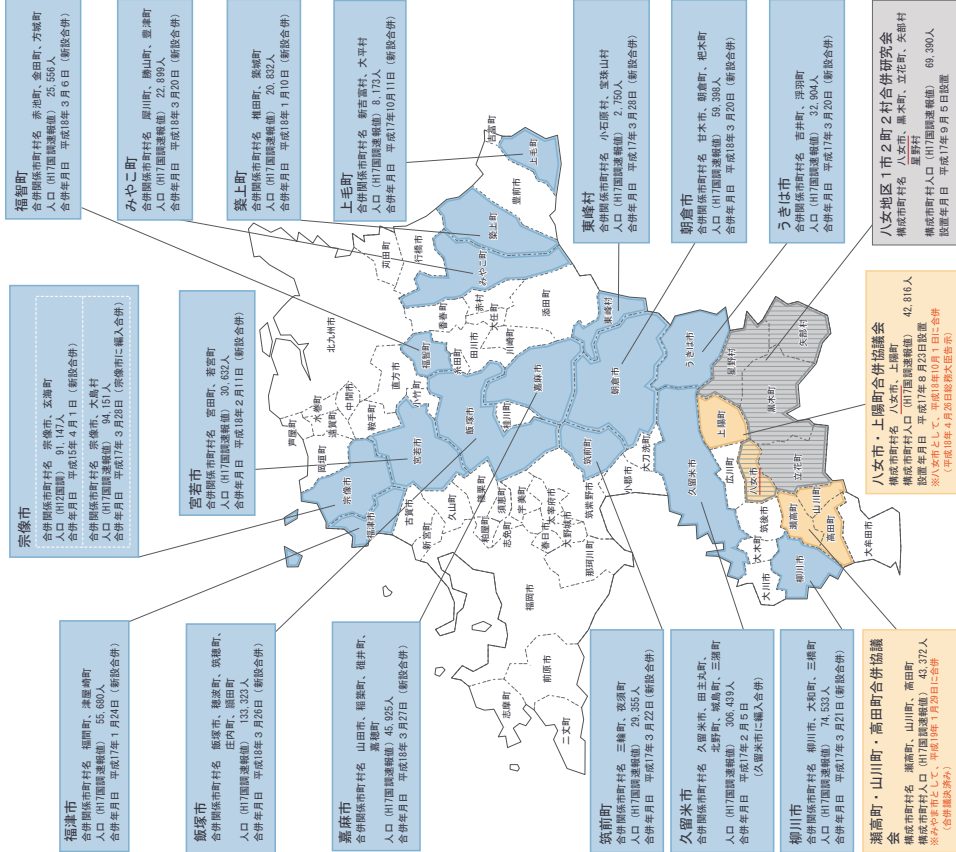 宗像市
合併関係市町村名 宗像市、玄海町
人口 (H12国調) 91,147人
合併年月日 平成15年4月1日 (新設合併)
合併関係市町村名 宗像市、大島村
人口 (H17国調速報値) 94,151人
合併年月日 平成17年3月28日 (宗像市に編入合併)
福智町
合併関係市町村名 赤池町、金田町、方城町
人口 (H17国調速報値) 25,556人
合併年月日 平成18年3月6日 (新設合併)
みやこ町
合併関係市町村名 犀川町、勝山町、豊津町
人口 (H17国調速報値) 22,899人
合併年月日 平成18年3月20日 (新設合併)
築上町
合併関係市町村名 椎田町、築城町
人口 (H17国調速報値) 20,832人
合併年月日 平成18年1月10日 (新設合併)
上毛町
合併関係市町村名 新吉富村、大平村
人口 (H17国調速報値) 8,173人
合併年月日 平成17年10月11日 (新設合併)
宮若市
合併関係市町村名 宮田町、若宮町
人口 (H17国調速報値) 30,632人
合併年月日 平成18年2月11日 (新設合併)
東峰村
合併関係市町村名 小石原村、宝珠山村
人口 (H17国調速報値) 2,750人
合併年月日 平成17年3月28日 (新設合併)
朝倉市
合併関係市町村名 甘木市、朝倉町、杷木町
人口 (H17国調速報値) 59,398人
合併年月日 平成18年3月20日 (新設合併)
うきは市
合併関係市町村名 吉井町、浮羽町
人口 (H17国調速報値) 32,904人
合併年月日 平成17年3月20日 (新設合併)
八女地区1市2町2村合併研究会
構成市町村名 八女市、黒木町、立花町、矢部村
星野村
構成市町村人口 (H17国調速報値) 69,390人
設置年月日 平成17年9月5日設置
八女市・上陽町合併協議会
構成市町村名 八女市、上陽町
構成市町村人口 (H17国調速報値) 42,816人
設置年月日 平成17年8月23日設置
※八女市として、平成18年10月1日に合併
(平成18年4月26日総務大臣告示)
福津市
合併関係市町村名 福間町、津屋崎町
人口 (H17国調速報値) 55,680人
合併年月日 平成17年1月24日 (新設合併)
飯塚市
合併関係市町村名 飯塚市、穂波町、筑穂町、
庄内町、頴田町
人口 (H17国調速報値) 133,323人
合併年月日 平成18年3月26日 (新設合併)
嘉麻市
合併関係市町村名 山田市、稲築町、碓井町、
嘉穂町
人口 (H17国調速報値) 45,925人
合併年月日 平成18年3月27日 (新設合併)
筑前町
合併関係市町村名 三輪町、夜須町
人口 (H17国調速報値) 29,355人
合併年月日 平成17年3月22日 (新設合併)
久留米市
合併関係市町村名 久留米市、田主丸町、
北野町、城島町、三潴町
人口 (H17国調速報値) 306,439人
合併年月日 平成17年2月5日
(久留米市に編入合併)
柳川市
合併関係市町村名 柳川市、大和町、三橋町
人口 (H17国調速報値) 74,533人
合併年月日 平成17年3月21日 (新設合併)
瀬高町・山川町・高田町合併協議
会
構成市町村名 瀬高町、山川町、高田町
構成市町村人口 (H17国調速報値) 43,372人
※みやま市として、平成19年1月29日に合併
(合併議決済み)
北九州市
芦屋町
水巻町
遠賀町
岡垣町
中間市
鞍手町
直方市
小竹町
宗像市
福津市
宮若市
古賀市
新宮町
久山町
粕屋町
篠栗町
志免町
須恵町
宇美町
福岡市
春日市
大野城市
太宰府市
筑紫野市
那珂川町
志摩町
前原市
二丈町
苅田町
行橋市
みやこ町
築上町
豊前市
上毛町
吉富町
香春町
福智町
糸田町
田川市
赤村
大任町
川崎町
添田町
飯塚市
桂川町
嘉麻市
東峰村
朝倉市
筑前町
小郡市
大刀洗町
久留米市
うきは市
広川町
上陽町
八女市
星野村
黒木町
矢部村
立花町
筑後市
大木町
大川市
柳川市
瀬高町
山川町
高田町
大牟田市